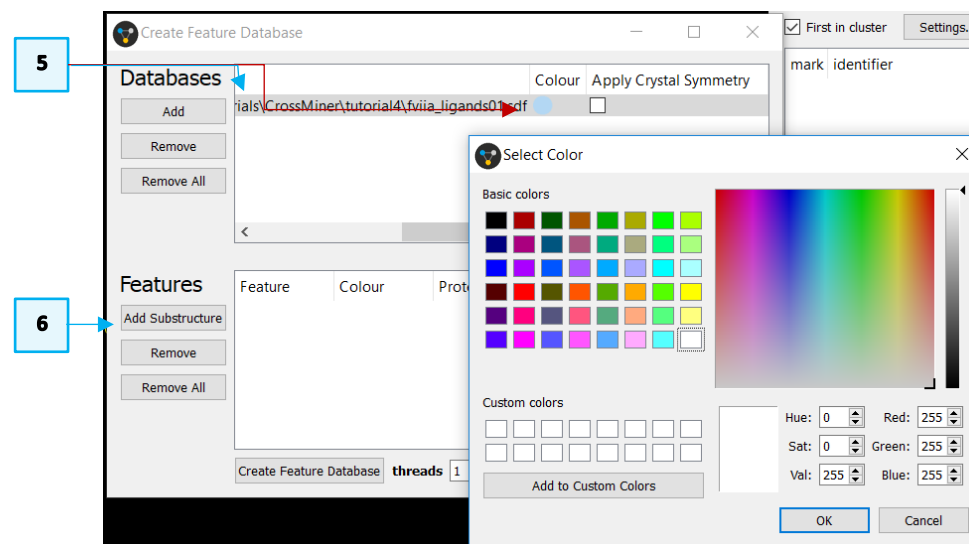 Create Feature Database
First in cluster Settings.
5
mark identifier
Databases
Colour Apply Crystal Symmetry
Add
rials\CrossMiner\tutorial4\fviia_ligands01.sdf
Remove
Select Color
Remove All
Basic colors
<
Features
Feature Colour Prot
6
Add Substructure
Remove
Remove All
Custom colors
Hue: 0 Red: 255
Sat: 0 Green: 255
Val: 255 Blue: 255
Create Feature Database threads 1
Add to Custom Colors
OK Cancel